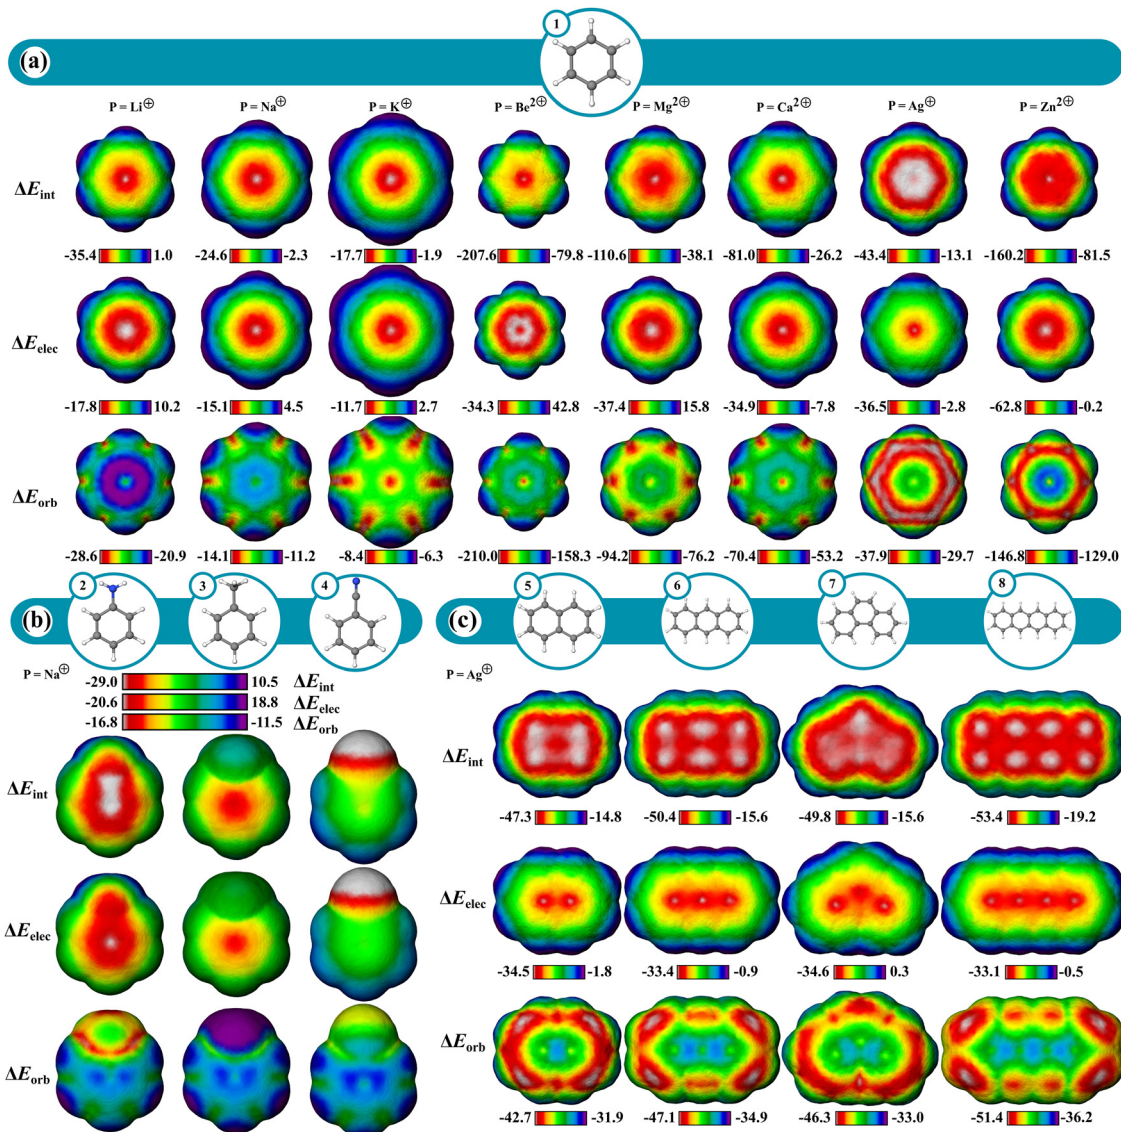 1
(a)
P = Li⊕ P = Na⊕ P = K⊕ P = Be2⊕ P = Mg2⊕ P = Ca2⊕ P = Ag⊕ P = Zn2⊕
ΔEint
-35.4 1.0 -24.6 -2.3 -17.7 -1.9 -207.6 -79.8 -110.6 -38.1 -81.0 -26.2 -43.4 -13.1 -160.2 -81.5
ΔEelec
-17.8 10.2 -15.1 4.5 -11.7 2.7 -34.3 42.8 -37.4 15.8 -34.9 -7.8 -36.5 -2.8 -62.8 -0.2
ΔEorb
-28.6 -20.9 -14.1 -11.2 -8.4 -6.3 -210.0 -158.3 -94.2 -76.2 -70.4 -53.2 -37.9 -29.7 -146.8 -129.0
(b) 2 3 4
P = Na⊕
-29.0 10.5 ΔEint
-20.6 18.8 ΔEelec
-16.8 -11.5 ΔEorb
ΔEint
ΔEelec
ΔEorb
(c) 5 6 7 8
P = Ag⊕
ΔEint
-47.3 -14.8 -50.4 -15.6 -49.8 -15.6 -53.4 -19.2
ΔEelec
-34.5 -1.8 -33.4 -0.9 -34.6 0.3 -33.1 -0.5
ΔEorb
-42.7 -31.9 -47.1 -34.9 -46.3 -33.0 -51.4 -36.2